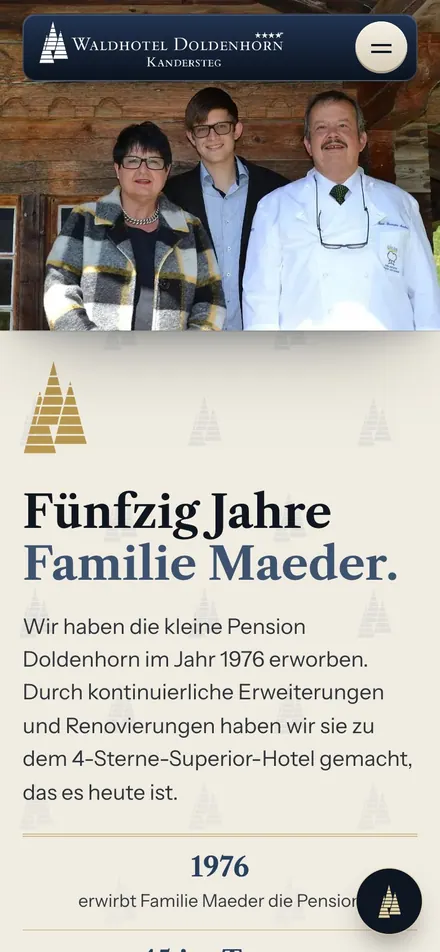 WALDHOTEL DOLDENHORN
KANDERSTEG
Fünfzig Jahre
Familie Maeder.
Wir haben die kleine Pension
Doldenhorn im Jahr 1976 erworben.
Durch kontinuierliche Erweiterungen
und Renovierungen haben wir sie zu
dem 4-Sterne-Superior-Hotel gemacht,
das es heute ist.
1976
erwirbt Familie Maeder die Pension